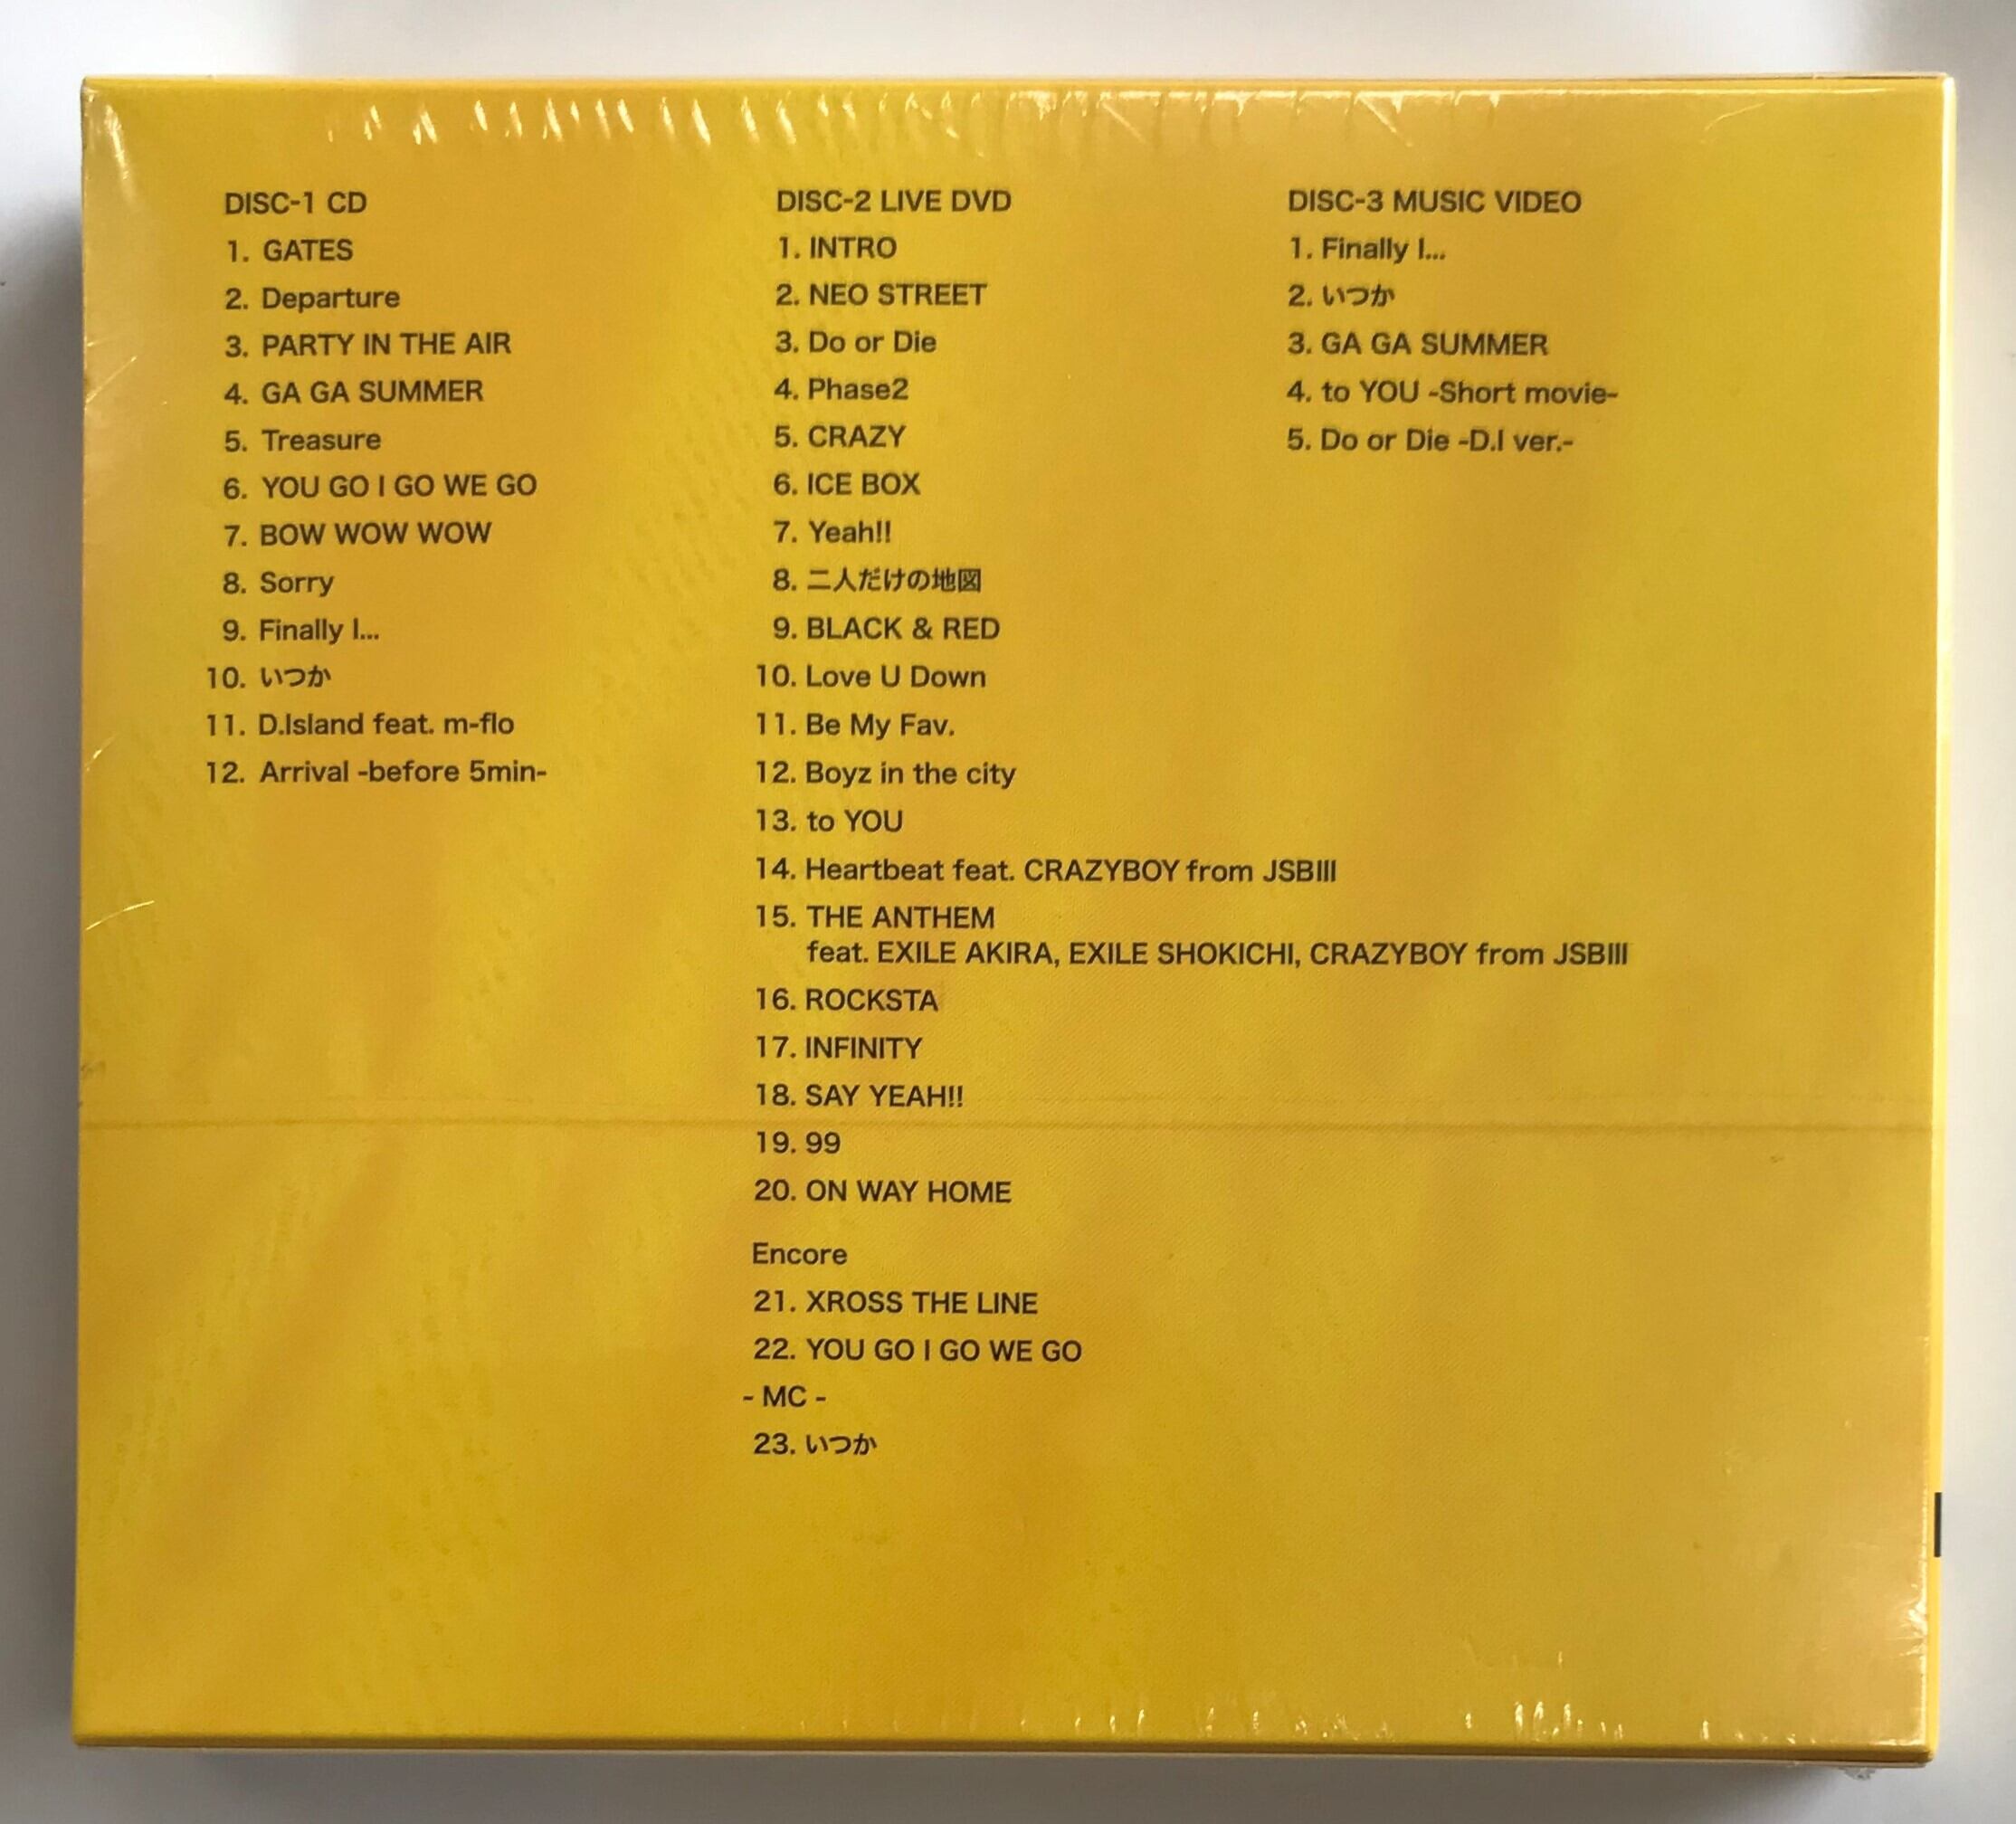 DISC-1 CD
1. GATES
2. Departure
3. PARTY IN THE AIR
4. GA GA SUMMER
5. Treasure
6. YOU GO I GO WE GO
7. BOW WOW WOW
8. Sorry
9. Finally I...
10. いつか
11. D.Island feat. m-flo
12. Arrival -before 5min-
DISC-2 LIVE DVD
1. INTRO
2. NEO STREET
3. Do or Die
4. Phase2
5. CRAZY
6. ICE BOX
7. Yeah!!
8. 二人だけの地図
9. BLACK & RED
10. Love U Down
11. Be My Fav.
12. Boyz in the city
13. to YOU
14. Heartbeat feat. CRAZYBOY from JSBIII
15. THE ANTHEM
feat. EXILE AKIRA, EXILE SHOKICHI, CRAZYBOY from JSBIII
16. ROCKSTA
17. INFINITY
18. SAY YEAH!!
19. 99
20. ON WAY HOME
Encore
21. XROSS THE LINE
22. YOU GO I GO WE GO
- MC -
23. いつか
DISC-3 MUSIC VIDEO
1. Finally I...
2. いつか
3. GA GA SUMMER
4. to YOU -Short movie-
5. Do or Die -D.I ver.-